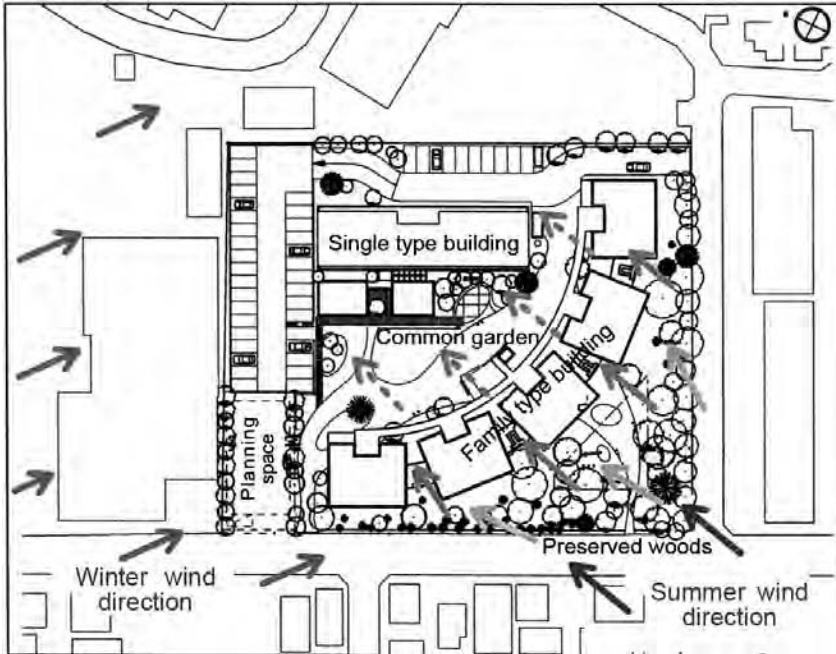 Single type building
Common garden
Family type building
Planning
space
Preserved woods
Winter wind
direction
Summer wind
direction